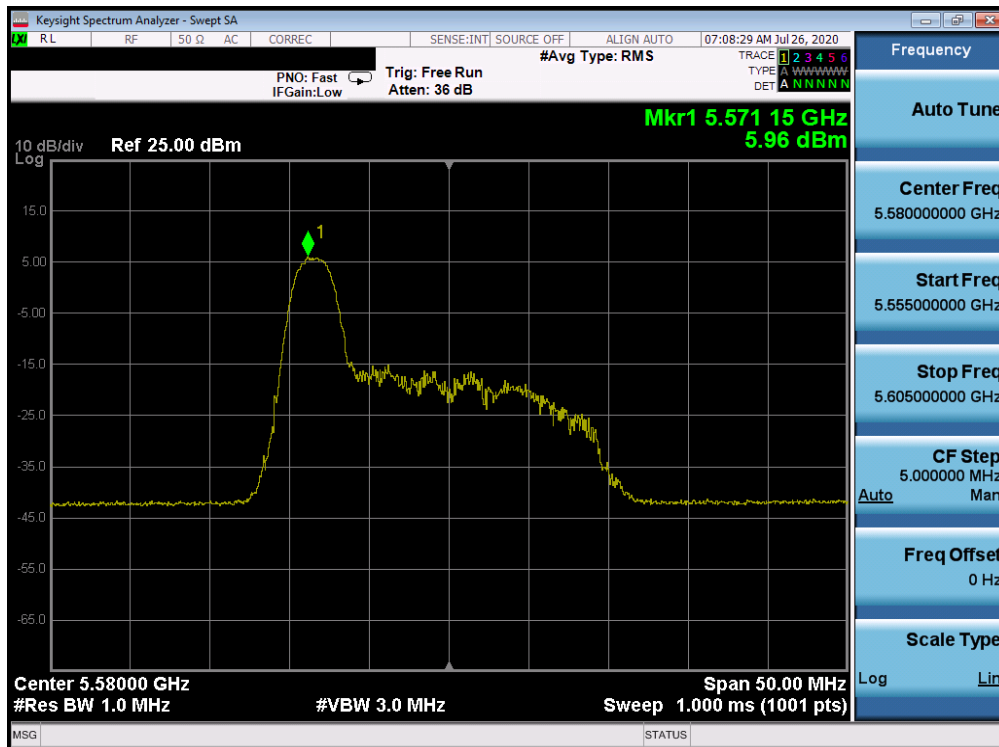 Keysight Spectrum Analyzer - Swept SA
LXI RL RF 50 Ω AC CORREC SENSE:INT SOURCE OFF ALIGN AUTO 07:08:29 AM Jul 26, 2020
PNO: Fast
IFGain:Low
Trig: Free Run
Atten: 36 dB
#Avg Type: RMS
TRACE 1 2 3 4 5 6
TYPE A WWWWW
DET A N N N N N
Mkr1 5.571 15 GHz
5.96 dBm
10 dB/div
Log
Ref 25.00 dBm
15.0
5.00
-5.00
-15.0
-25.0
-35.0
-45.0
-55.0
-65.0
1
Center 5.58000 GHz
Span 50.00 MHz
#Res BW 1.0 MHz
#VBW 3.0 MHz
Sweep 1.000 ms (1001 pts)
MSG
STATUS
Frequency
Auto Tune
Center Freq
5.580000000 GHz
Start Freq
5.555000000 GHz
Stop Freq
5.605000000 GHz
CF Step
5.000000 MHz
Auto Man
Freq Offset
0 Hz
Scale Type
Log Lin